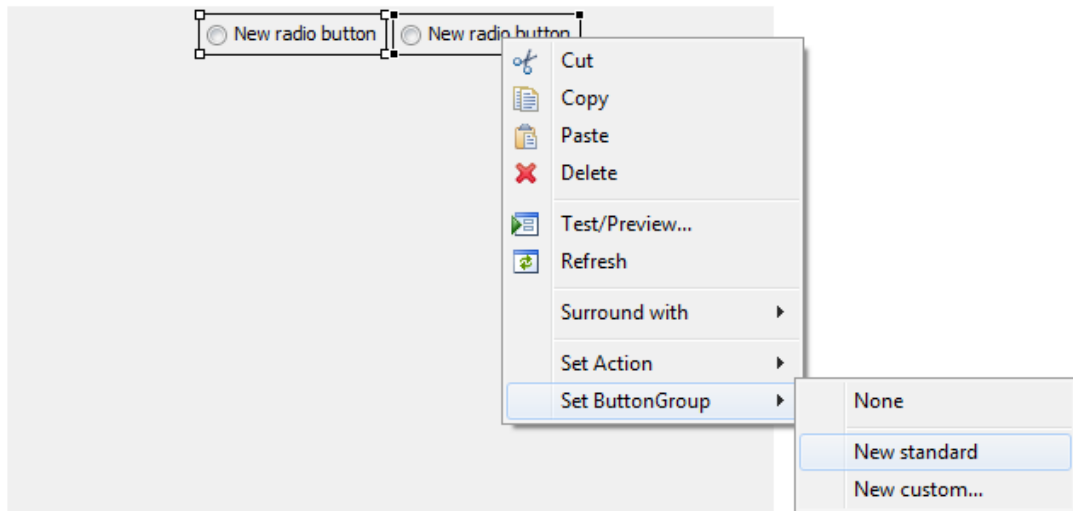 New radio button
New radio button
Cut
Copy
Paste
Delete
Test/Preview...
Refresh
Surround with
Set Action
Set ButtonGroup
None
New standard
New custom...